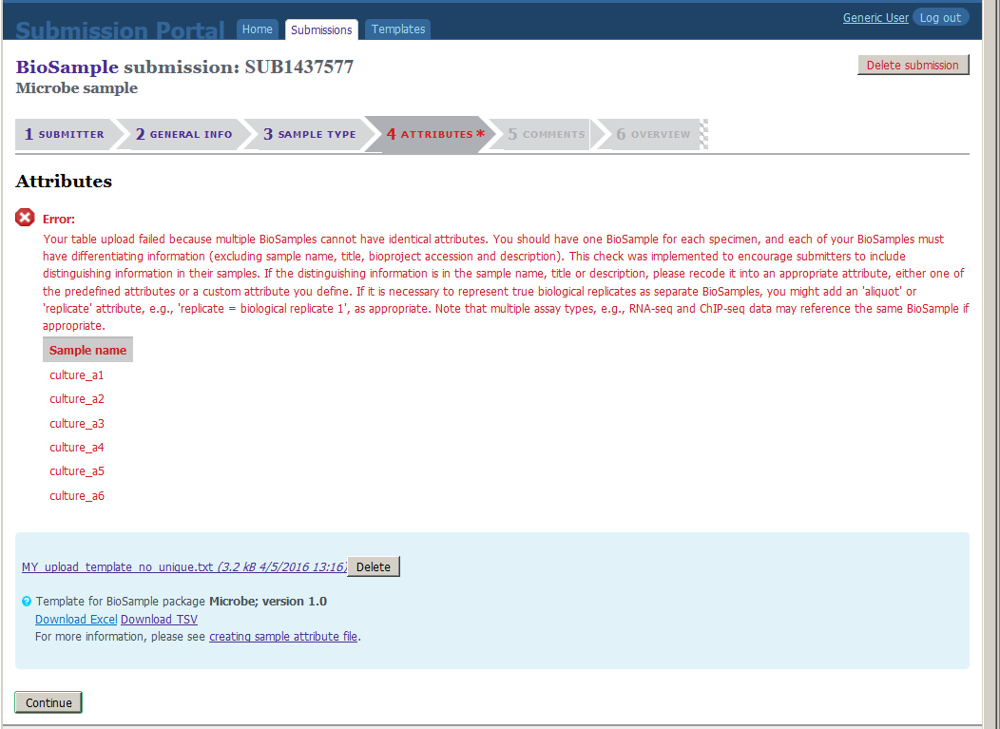 Submission Portal Home Submissions Templates Generic User Log out
BioSample submission: SUB1437577 Delete submission
Microbe sample
1 SUBMITTER 2 GENERAL INFO 3 SAMPLE TYPE 4 ATTRIBUTES * 5 COMMENTS 6 OVERVIEW
Attributes
Error:
Your table upload failed because multiple BioSamples cannot have identical attributes. You should have one BioSample for each specimen, and each of your BioSamples must
have differentiating information (excluding sample name, title, bioproject accession and description). This check was implemented to encourage submitters to include
distinguishing information in their samples. If the distinguishing information is in the sample name, title or description, please recode it into an appropriate attribute, either one of
the predefined attributes or a custom attribute you define. If it is necessary to represent true biological replicates as separate BioSamples, you might add an 'aliquot' or
'replicate' attribute, e.g., 'replicate = biological replicate 1', as appropriate. Note that multiple assay types, e.g., RNA-seq and ChIP-seq data may reference the same BioSample if
appropriate.
Sample name
culture_a1
culture_a2
culture_a3
culture_a4
culture_a5
culture_a6
MY_upload_template_no_unique.txt (3.2 kB 4/5/2016 13:16) Delete
? Template for BioSample package Microbe; version 1.0
Download Excel Download TSV
For more information, please see creating sample attribute file.
Continue